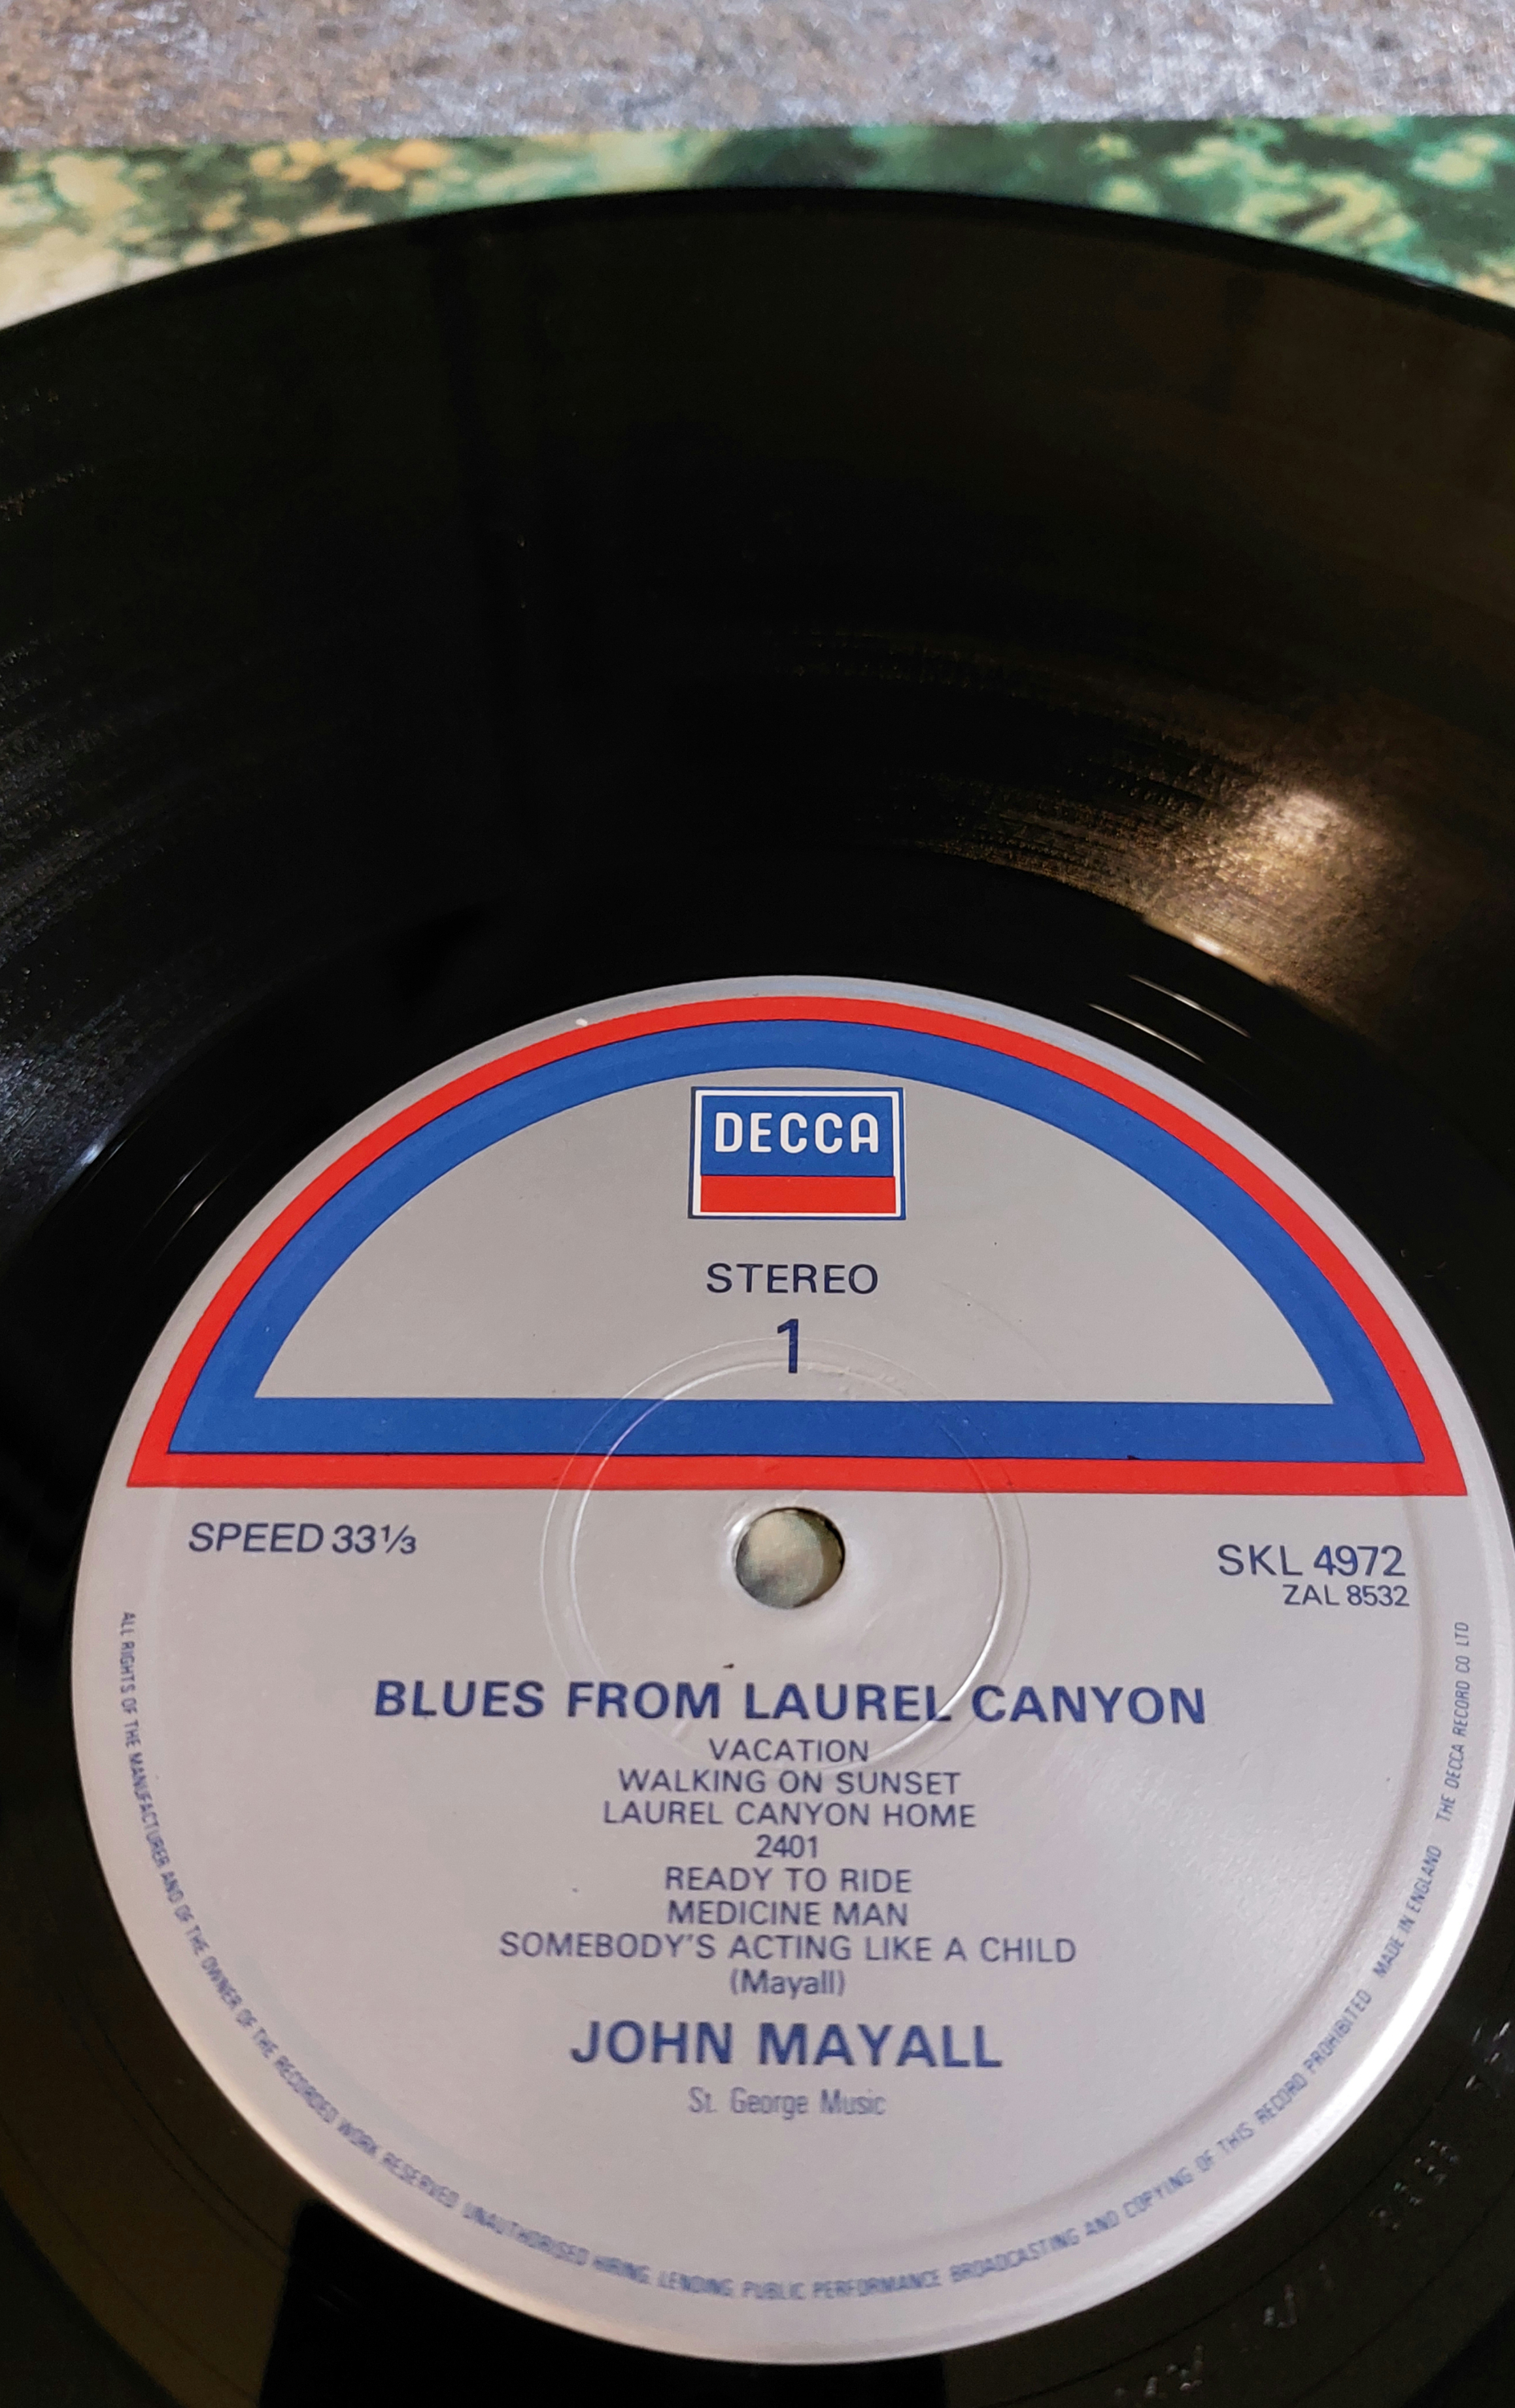 DECCA
STEREO
1
SPEED 33⅓
SKL 4972
ZAL 8532
BLUES FROM LAUREL CANYON
VACATION
WALKING ON SUNSET
LAUREL CANYON HOME
2401
READY TO RIDE
MEDICINE MAN
SOMEBODY'S ACTING LIKE A CHILD
(Mayall)
JOHN MAYALL
St. George Music
ALL RIGHTS OF THE MANUFACTURER AND OF THE OWNER OF THE RECORDED WORK RESERVED UNAUTHORISED HIRING, LENDING PUBLIC PERFORMANCE BROADCASTING AND COPYING OF THIS RECORD PROHIBITED MADE IN ENGLAND THE DECCA RECORD CO LTD